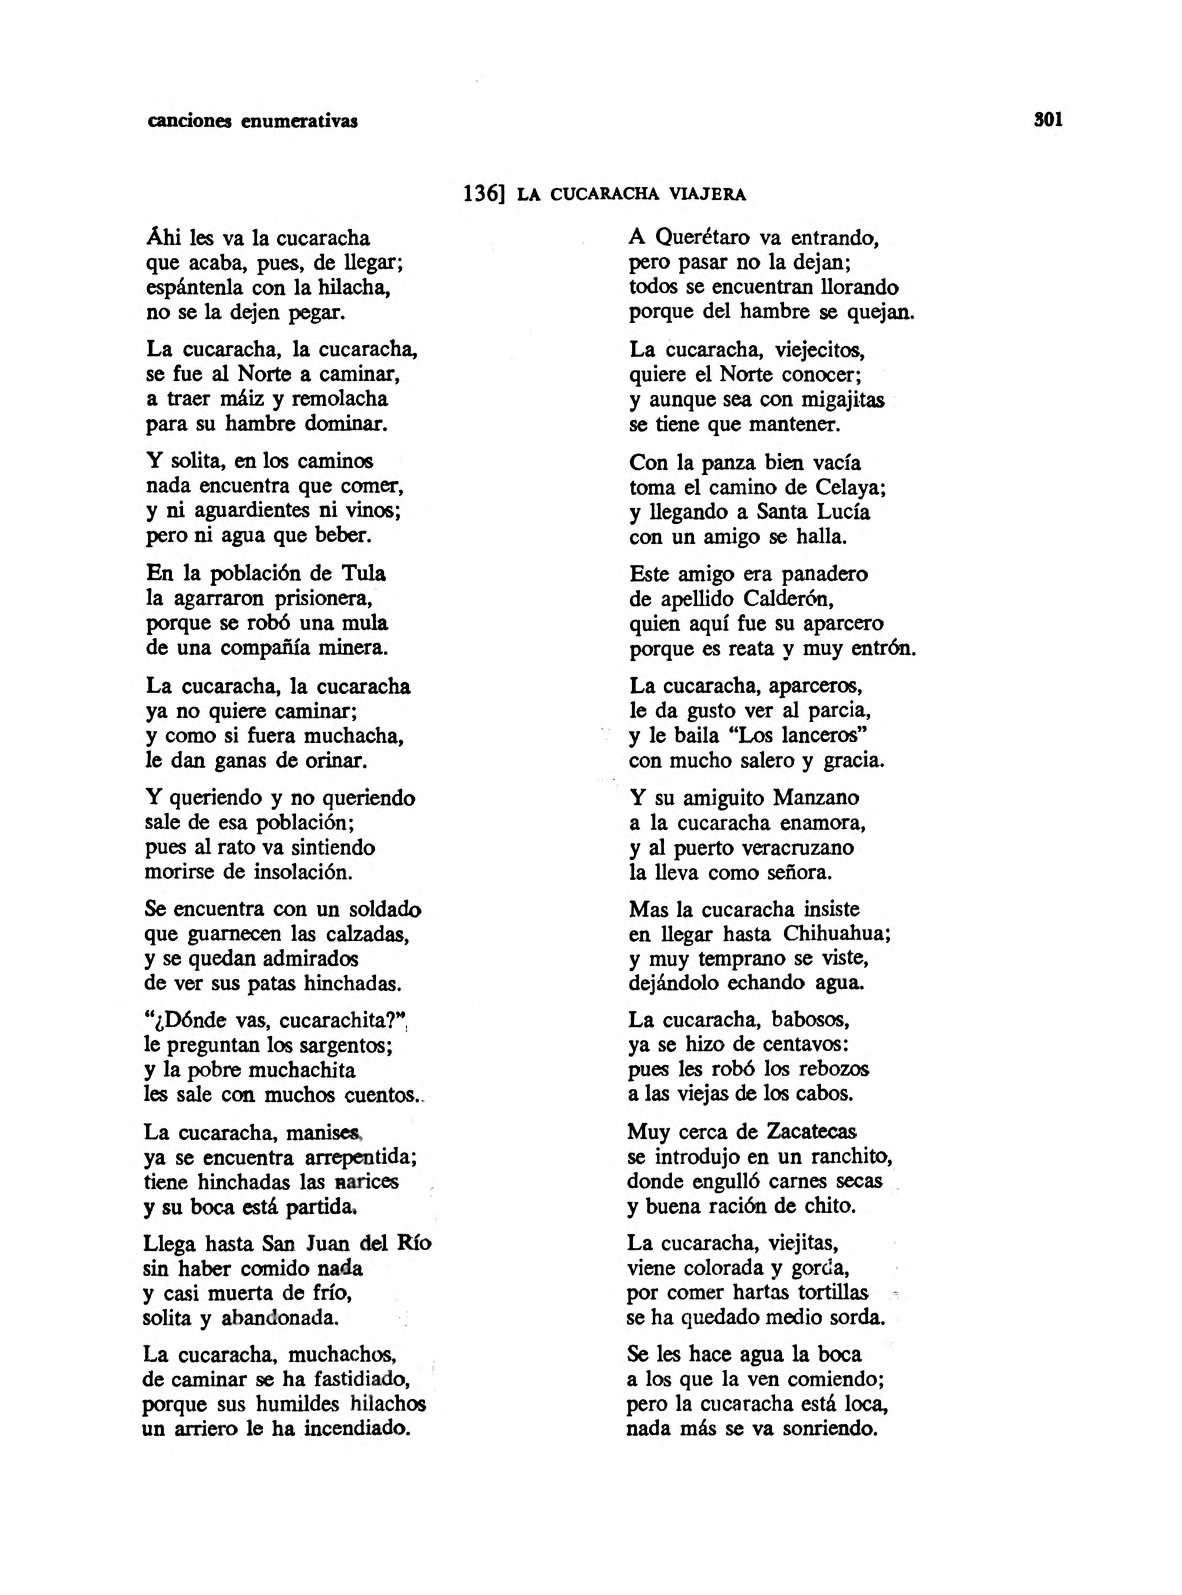 canciones enumerativas
301
136] LA CUCARACHA VIAJERA
Áhi les va la cucaracha
que acaba, pues, de llegar;
espántenla con la hilacha,
no se la dejen pegar.
La cucaracha, la cucaracha,
se fue al Norte a caminar,
a traer máiz y remolacha
para su hambre dominar.
Y solita, en los caminos
nada encuentra que comer,
y ni aguardientes ni vinos;
pero ni agua que beber.
En la población de Tula
la agarraron prisionera,
porque se robó una mula
de una compañía minera.
La cucaracha, la cucaracha
ya no quiere caminar;
y como si fuera muchacha,
le dan ganas de orinar.
Y queriendo y no queriendo
sale de esa población;
pues al rato va sintiendo
morirse de insolación.
Se encuentra con un soldado
que guarnecen las calzadas,
y se quedan admirados
de ver sus patas hinchadas.
“¿Dónde vas, cucarachita?”,
le preguntan los sargentos;
y la pobre muchachita
les sale con muchos cuentos..
La cucaracha, manises,
ya se encuentra arrepentida;
tiene hinchadas las narices
y su boca está partida.
Llega hasta San Juan del Río
sin haber comido nada
y casi muerta de frío,
solita y abandonada.
La cucaracha, muchachos,
de caminar se ha fastidiado,
porque sus humildes hilachos
un arriero le ha incendiado.
A Querétaro va entrando,
pero pasar no la dejan;
todos se encuentran llorando
porque del hambre se quejan.
La cucaracha, viejecitos,
quiere el Norte conocer;
y aunque sea con migajitas
se tiene que mantener.
Con la panza bien vacía
toma el camino de Celaya;
y llegando a Santa Lucía
con un amigo se halla.
Este amigo era panadero
de apellido Calderón,
quien aquí fue su aparcero
porque es reata y muy entrón.
La cucaracha, aparceros,
le da gusto ver al parcia,
y le baila “Los lanceros”
con mucho salero y gracia.
Y su amiguito Manzano
a la cucaracha enamora,
y al puerto veracruzano
la lleva como señora.
Mas la cucaracha insiste
en llegar hasta Chihuahua;
y muy temprano se viste,
dejándolo echando agua.
La cucaracha, babosos,
ya se hizo de centavos:
pues les robó los rebozos
a las viejas de los cabos.
Muy cerca de Zacatecas
se introdujo en un ranchito,
donde engulló carnes secas
y buena ración de chito.
La cucaracha, viejitas,
viene colorada y gorda,
por comer hartas tortillas
se ha quedado medio sorda.
Se les hace agua la boca
a los que la ven comiendo;
pero la cucaracha está loca,
nada más se va sonriendo.